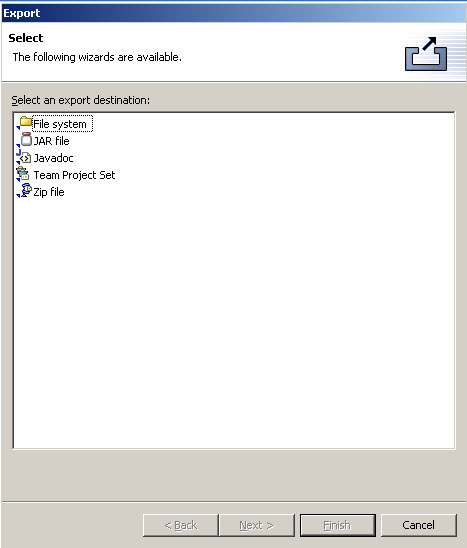 Export
Select
The following wizards are available.
Select an export destination:
File system
JAR file
Javadoc
Team Project Set
Zip file
< Back Next > Finish Cancel